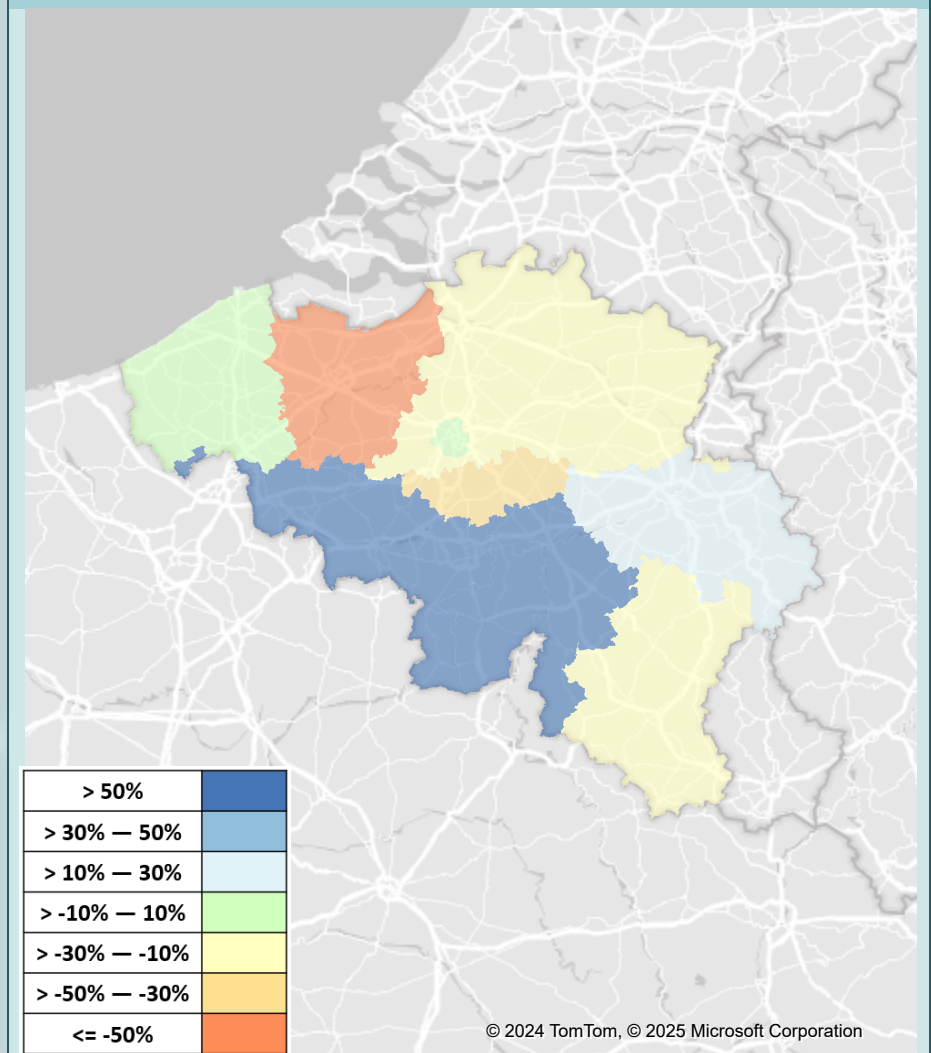 > 50%
> 30% — 50%
> 10% — 30%
> -10% — 10%
> -30% — -10%
> -50% — -30%
<= -50%
© 2024 TomTom, © 2025 Microsoft Corporation